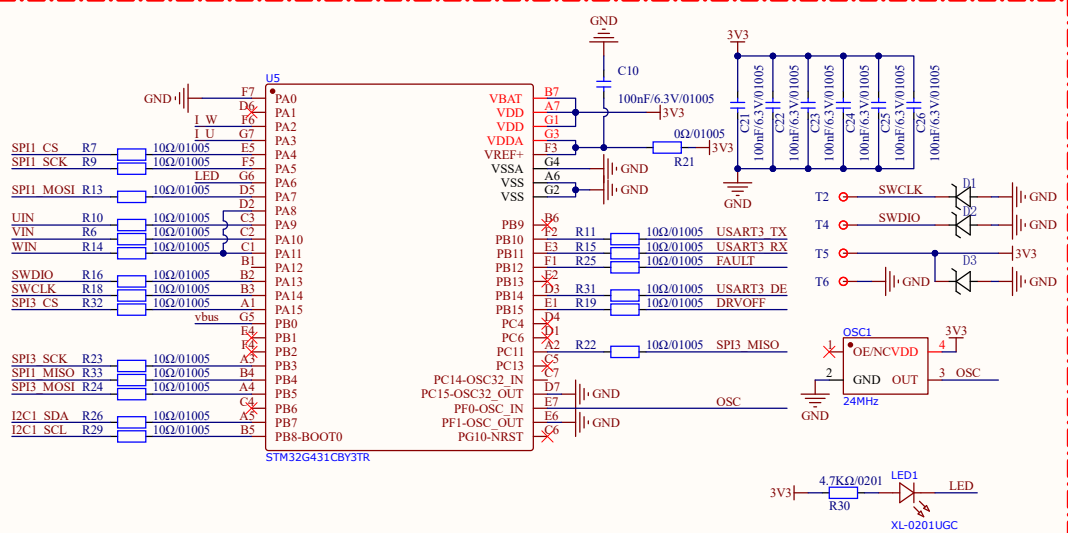 GND
3V3
U5
C10
GND
F7
PA0
VBAT
B7
100nF/6.3V/01005
D6
PA1
VDD
A7
3V3
I_W
F6
PA2
VDD
G1
I_U
G7
PA3
VDDA
G3
0Ω/01005
SPI1_CS
R7
10Ω/01005
E5
PA4
VREF+
F3
R21
3V3
SPI1_SCK
R9
10Ω/01005
F5
PA5
VSSA
G4
GND
LED
G6
PA6
VSS
A6
GND
SPI1_MOSI
R13
10Ω/01005
D5
PA7
VSS
G2
D2
PA8
UIN
R10
10Ω/01005
C3
PA9
PB9
B6
VIN
R6
10Ω/01005
C2
PA10
PB10
F2
R11
10Ω/01005
USART3_TX
WIN
R14
10Ω/01005
C1
PA11
PB11
E3
R15
10Ω/01005
USART3_RX
B1
PA12
PB12
F1
R25
10Ω/01005
FAULT
SWDIO
R16
10Ω/01005
B2
PA13
PB13
E2
SWCLK
R18
10Ω/01005
B3
PA14
PB14
D3
R31
10Ω/01005
USART3_DE
SPI3_CS
R32
10Ω/01005
A1
PA15
PB15
E1
R19
10Ω/01005
DRVOFF
vbus
G5
PB0
PC4
D4
E4
PB1
PC6
D1
F4
PB2
PC11
A2
R22
10Ω/01005
SPI3_MISO
SPI3_SCK
R23
10Ω/01005
A3
PB3
PC13
C5
SPI1_MISO
R33
10Ω/01005
B4
PB4
PC14-OSC32_IN
C7
SPI3_MOSI
R24
10Ω/01005
A4
PB5
PC15-OSC32_OUT
D7
GND
C4
PB6
PF0-OSC_IN
E7
OSC
I2C1_SDA
R26
10Ω/01005
A5
PB7
PF1-OSC_OUT
E6
GND
I2C1_SCL
R29
10Ω/01005
B5
PB8-BOOT0
PG10-NRST
C6
STM32G431CBY3TR
C21
100nF/6.3V/01005
C22
100nF/6.3V/01005
C23
100nF/6.3V/01005
C24
100nF/6.3V/01005
C25
100nF/6.3V/01005
C26
100nF/6.3V/01005
GND
T2
SWCLK
D1
GND
T4
SWDIO
D2
GND
T5
3V3
T6
GND
D3
GND
OSC1
3V3
1
OE/NC
VDD
4
2
GND
OUT
3
OSC
24MHz
GND
3V3
4.7KΩ/0201
R30
LED1
LED
XL-0201UGC